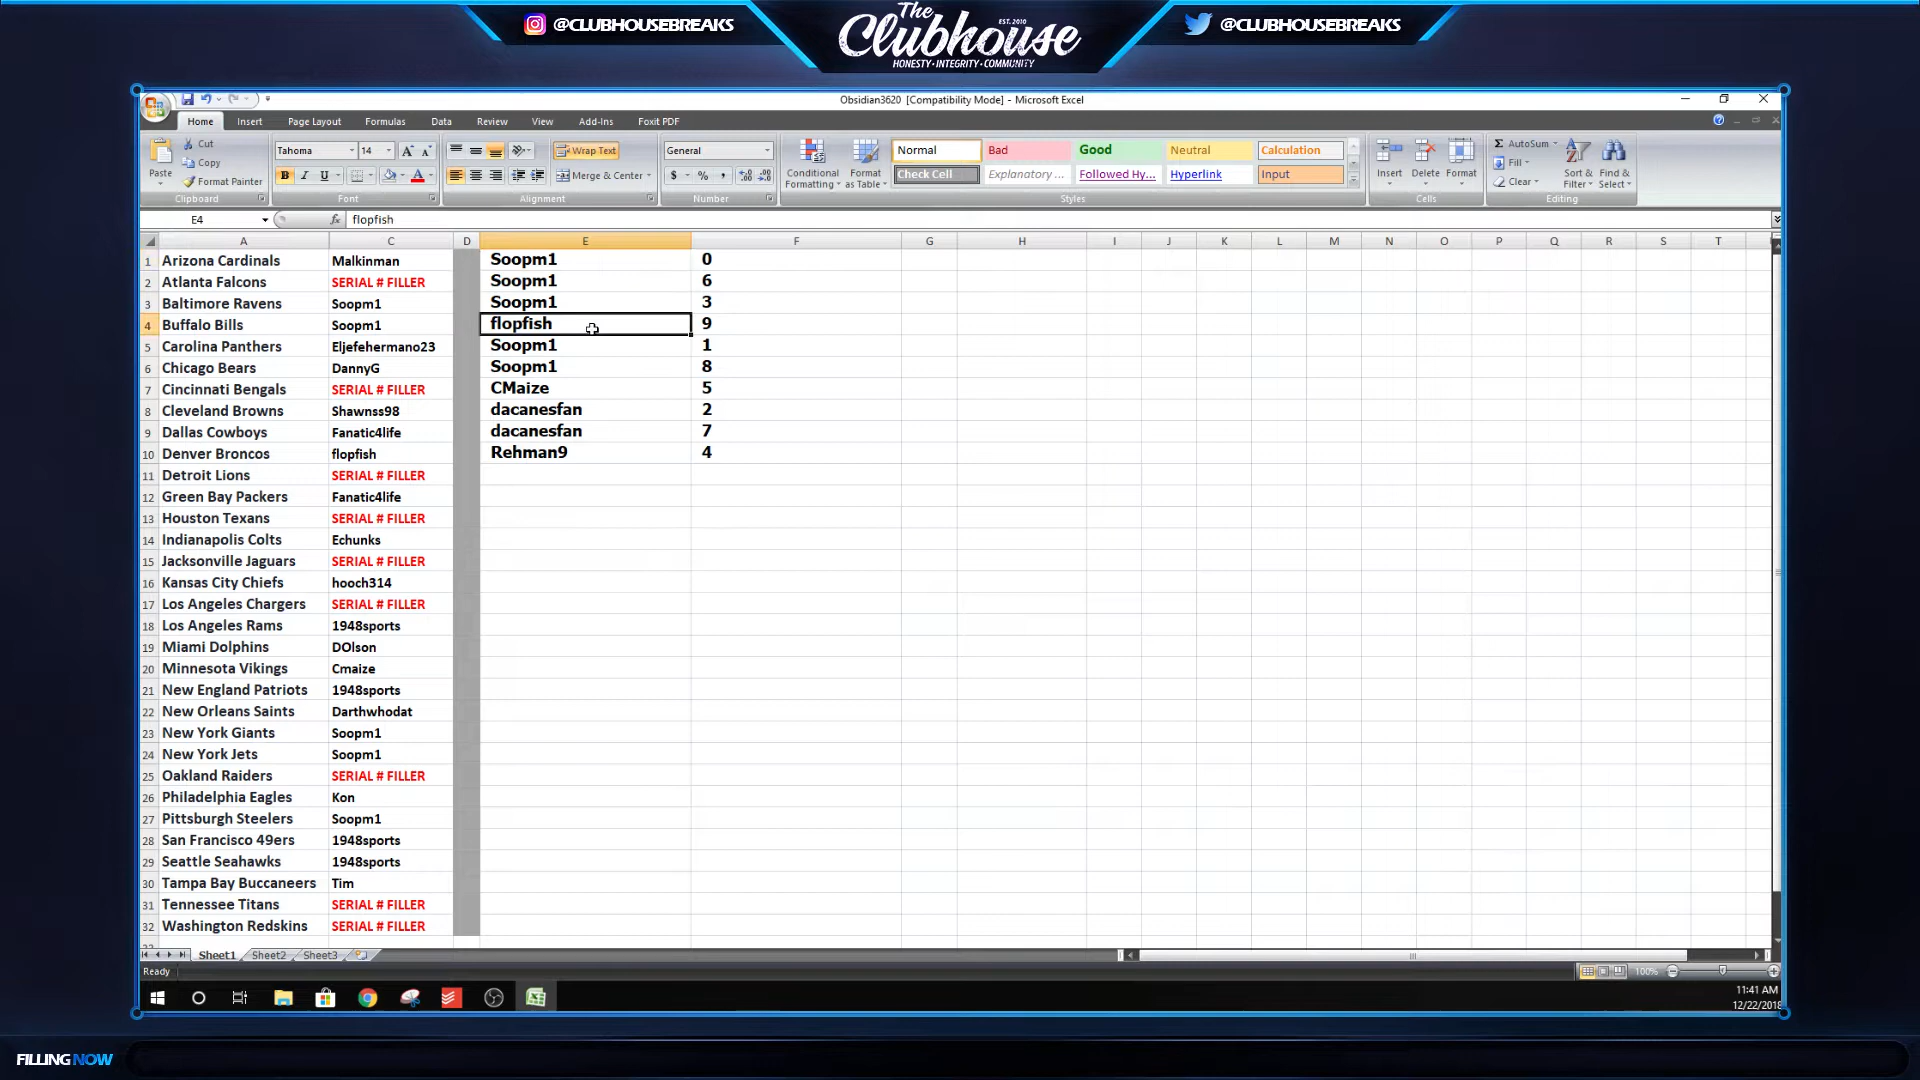 @CLUBHOUSEBREAKS
The Clubhouse
EST. 2010
HONESTY·INTEGRITY·COMMUNITY
@CLUBHOUSEBREAKS
Obsidian3620 [Compatibility Mode] - Microsoft Excel
Home Insert Page Layout Formulas Data Review View Add-Ins Foxit PDF
Paste
Cut
Copy
Format Painter
Clipboard
Tahoma 14
B I U
Font
Wrap Text
Merge & Center
Alignment
General
$ % ,
Number
Conditional Formatting
Format as Table
Normal Bad Good Neutral Calculation
Check Cell Explanatory ... Followed Hy... Hyperlink Input
Styles
Insert Delete Format
Cells
Σ AutoSum
Fill
Clear
Sort & Filter
Find & Select
Editing
E4 fx flopfish
A C D E F G H I J K L M N O P Q R S T
1 Arizona Cardinals Malkinman Soopm1 0
2 Atlanta Falcons SERIAL # FILLER Soopm1 6
3 Baltimore Ravens Soopm1 Soopm1 3
4 Buffalo Bills Soopm1 flopfish 9
5 Carolina Panthers Eljefehermano23 Soopm1 1
6 Chicago Bears DannyG Soopm1 8
7 Cincinnati Bengals SERIAL # FILLER CMaize 5
8 Cleveland Browns Shawnss98 dacanesfan 2
9 Dallas Cowboys Fanatic4life dacanesfan 7
10 Denver Broncos flopfish Rehman9 4
11 Detroit Lions SERIAL # FILLER
12 Green Bay Packers Fanatic4life
13 Houston Texans SERIAL # FILLER
14 Indianapolis Colts Echunks
15 Jacksonville Jaguars SERIAL # FILLER
16 Kansas City Chiefs hooch314
17 Los Angeles Chargers SERIAL # FILLER
18 Los Angeles Rams 1948sports
19 Miami Dolphins DOlson
20 Minnesota Vikings Cmaize
21 New England Patriots 1948sports
22 New Orleans Saints Darthwhodat
23 New York Giants Soopm1
24 New York Jets Soopm1
25 Oakland Raiders SERIAL # FILLER
26 Philadelphia Eagles Kon
27 Pittsburgh Steelers Soopm1
28 San Francisco 49ers 1948sports
29 Seattle Seahawks 1948sports
30 Tampa Bay Buccaneers Tim
31 Tennessee Titans SERIAL # FILLER
32 Washington Redskins SERIAL # FILLER
Sheet1 Sheet2 Sheet3
Ready 100%
11:41 AM
12/22/2018
FILLING NOW